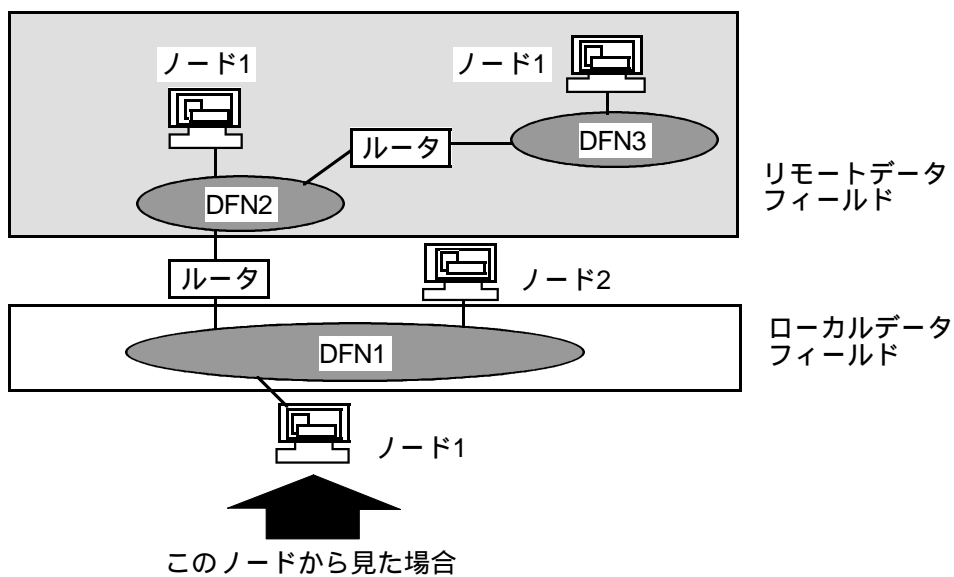 ノード1
ノード1
ルータ
DFN3
DFN2
リモートデータ
フィールド
ルータ
ノード2
DFN1
ローカルデータ
フィールド
ノード1
このノードから見た場合